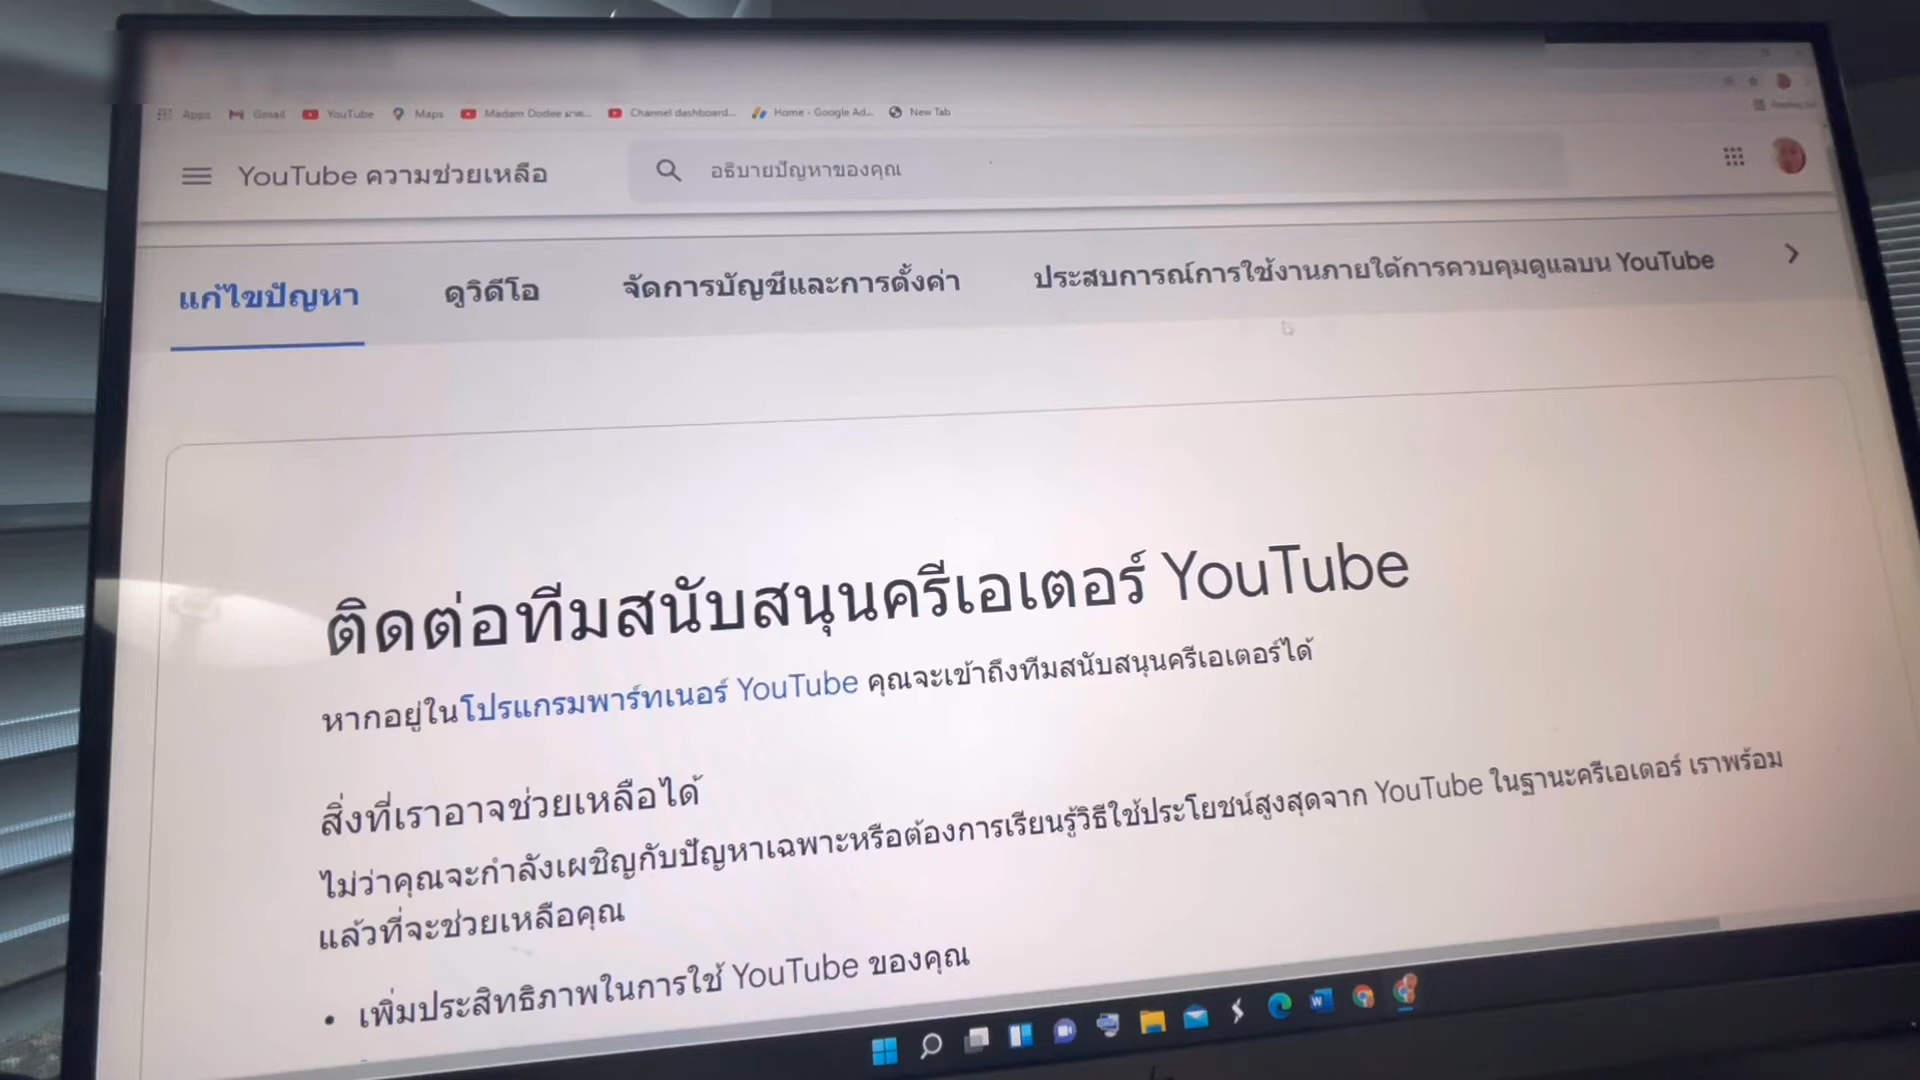 Apps Gmail YouTube Maps Madam Dodee Channel dashboard... Home - Google Ad... New Tab
YouTube ความช่วยเหลือ
อธิบายปัญหาของคุณ
แก้ไขปัญหา ดูวิดีโอ จัดการบัญชีและการตั้งค่า ประสบการณ์การใช้งานภายใต้การควบคุมดูแลบน YouTube
ติดต่อทีมสนับสนุนครีเอเตอร์ YouTube
หากอยู่ในโปรแกรมพาร์ทเนอร์ YouTube คุณจะเข้าถึงทีมสนับสนุนครีเอเตอร์ได้
สิ่งที่เราอาจช่วยเหลือได้
ไม่ว่าคุณจะกำลังเผชิญกับปัญหาเฉพาะหรือต้องการเรียนรู้วิธีใช้ประโยชน์สูงสุดจาก YouTube ในฐานะครีเอเตอร์ เราพร้อม
แล้วที่จะช่วยเหลือคุณ
• เพิ่มประสิทธิภาพในการใช้ YouTube ของคุณ